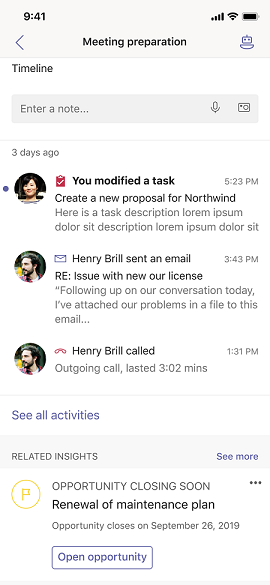 9:41
Meeting preparation
Timeline
Enter a note...
3 days ago
You modified a task 5:23 PM
Create a new proposal for Northwind
Here is a task description lorem ipsum
dolor sit description lorem ipsum dolor sit
Henry Brill sent an email 3:43 PM
RE: Issue with new our license
“Following up on our conversation today,
I’ve attached our problems in a file to this
email...
Henry Brill called 1:31 PM
Outgoing call, lasted 3:02 mins
See all activities
RELATED INSIGHTS See more
OPPORTUNITY CLOSING SOON
Renewal of maintenance plan
Opportunity closes on September 26, 2019
Open opportunity